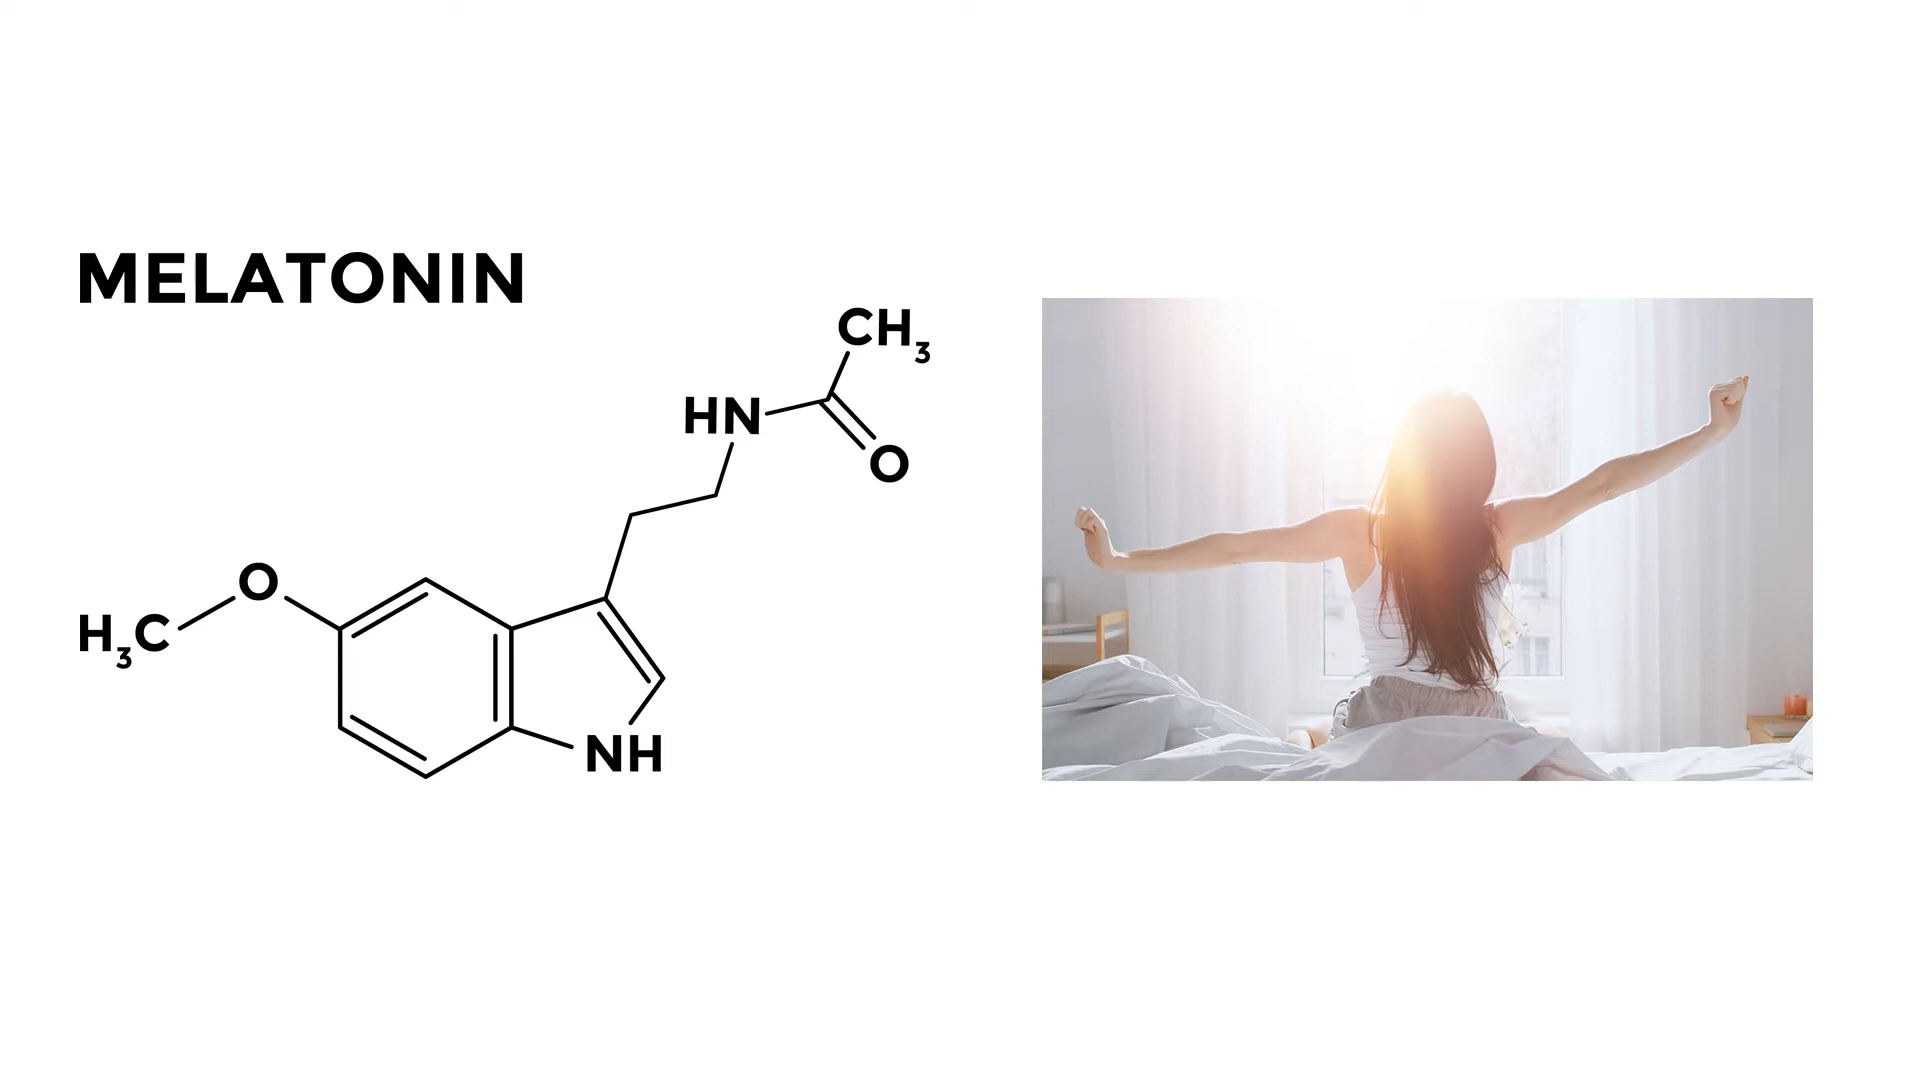 MELATONIN
CH₃
HN
O
O
H₃C
NH